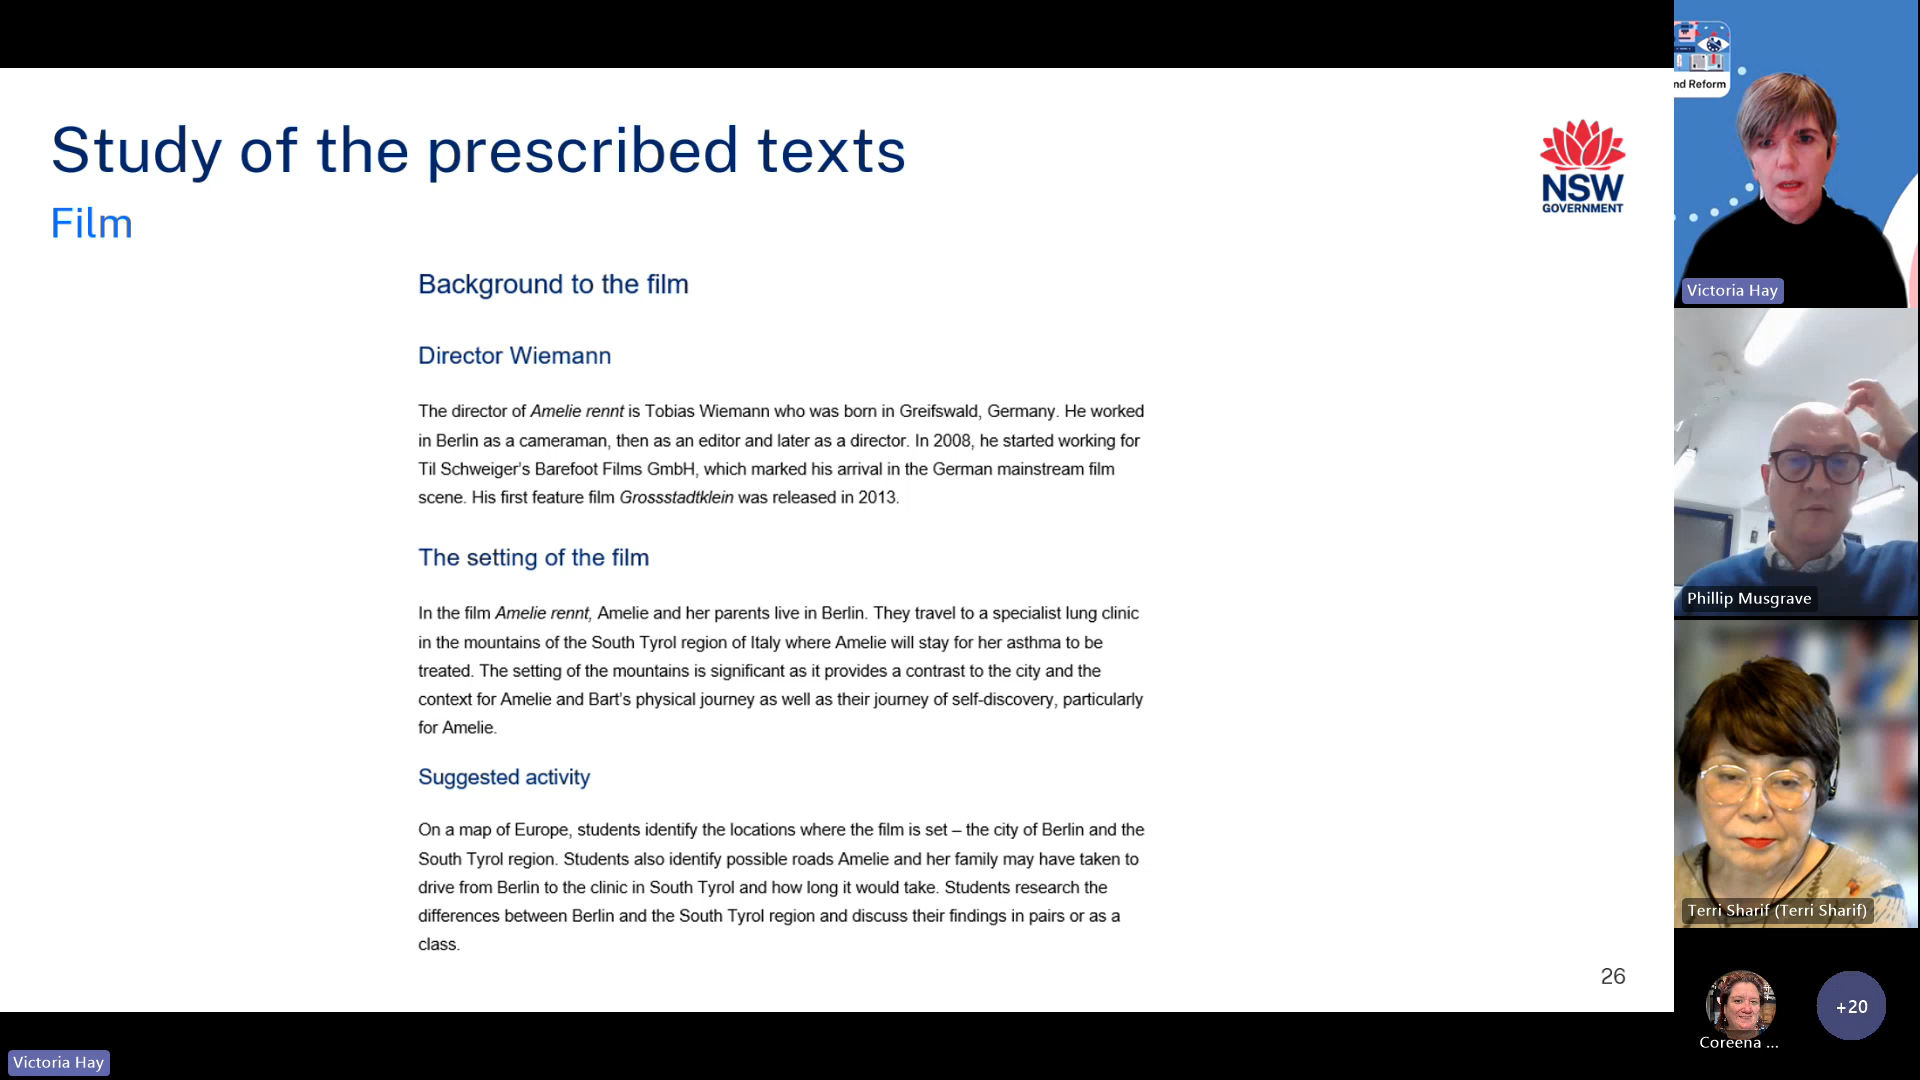 Study of the prescribed texts
Film
NSW
GOVERNMENT
Background to the film
Director Wiemann
The director of Amelie rennt is Tobias Wiemann who was born in Greifswald, Germany. He worked
in Berlin as a cameraman, then as an editor and later as a director. In 2008, he started working for
Til Schweiger's Barefoot Films GmbH, which marked his arrival in the German mainstream film
scene. His first feature film Grossstadtklein was released in 2013.
The setting of the film
In the film Amelie rennt, Amelie and her parents live in Berlin. They travel to a specialist lung clinic
in the mountains of the South Tyrol region of Italy where Amelie will stay for her asthma to be
treated. The setting of the mountains is significant as it provides a contrast to the city and the
context for Amelie and Bart's physical journey as well as their journey of self-discovery, particularly
for Amelie.
Suggested activity
On a map of Europe, students identify the locations where the film is set – the city of Berlin and the
South Tyrol region. Students also identify possible roads Amelie and her family may have taken to
drive from Berlin to the clinic in South Tyrol and how long it would take. Students research the
differences between Berlin and the South Tyrol region and discuss their findings in pairs or as a
class.
26
nd Reform
Victoria Hay
Phillip Musgrave
Terri Sharif (Terri Sharif)
Coreena ...
+20
Victoria Hay